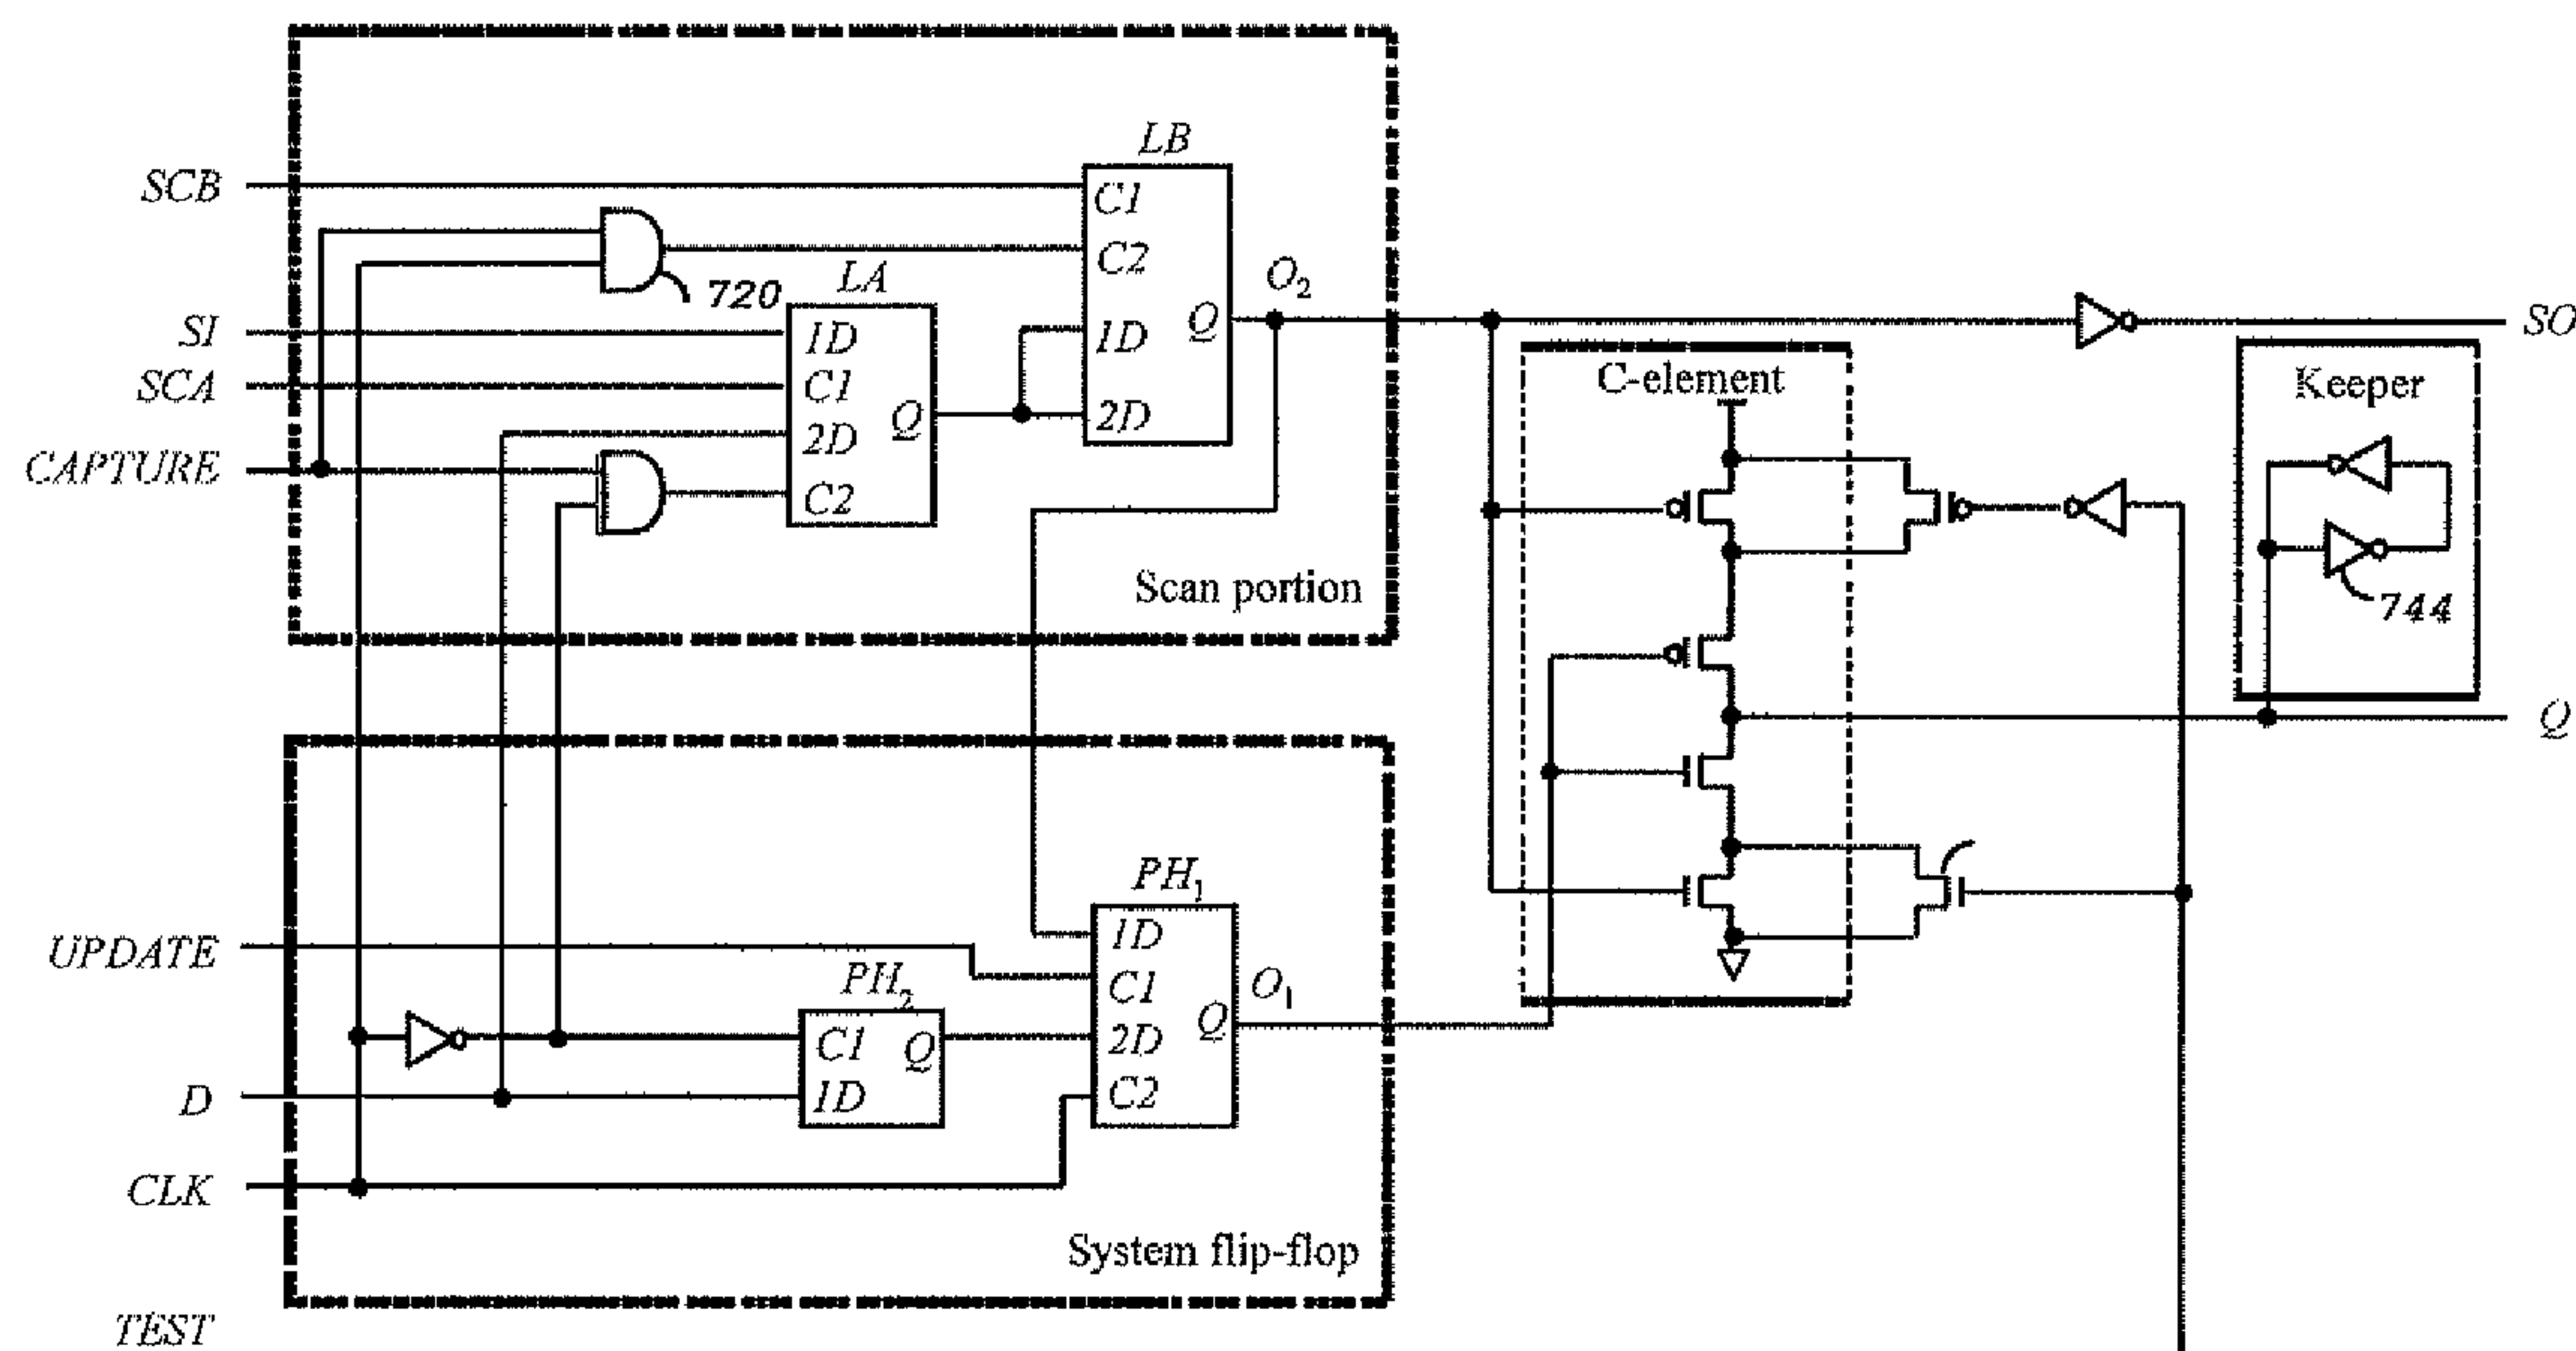 LB
SCB
C1
C2
LA
720
O₂
SI
1D
1D
Q
SO
SCA
C1
C-element
Keeper
Q
2D
2D
CAPTURE
C2
Scan portion
744
Q
PH₁
UPDATE
1D
PH₂
C1
O₁
C1
Q
2D
Q
D
1D
C2
CLK
System flip-flop
TEST